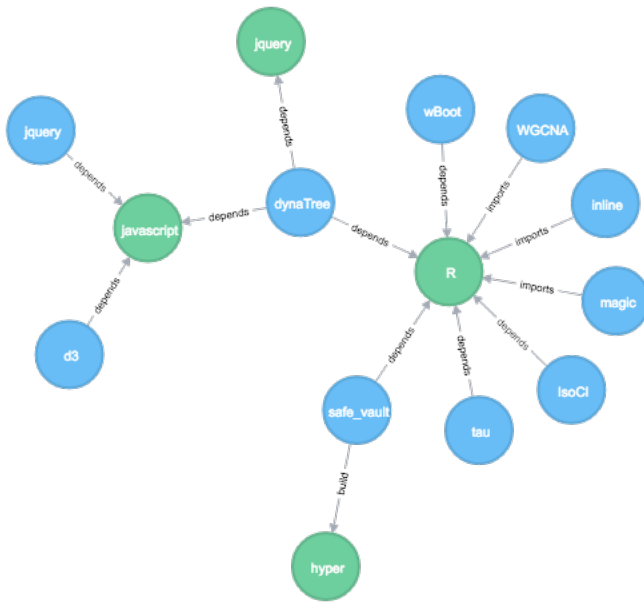 jquery
depends
wBoot
WGCNA
jquery
depends
depends
imports
dynaTree
inline
javascript
depends
depends
imports
R
imports
magic
depends
depends
depends
depends
d3
IsoCI
safe_vault
tau
build
hyper